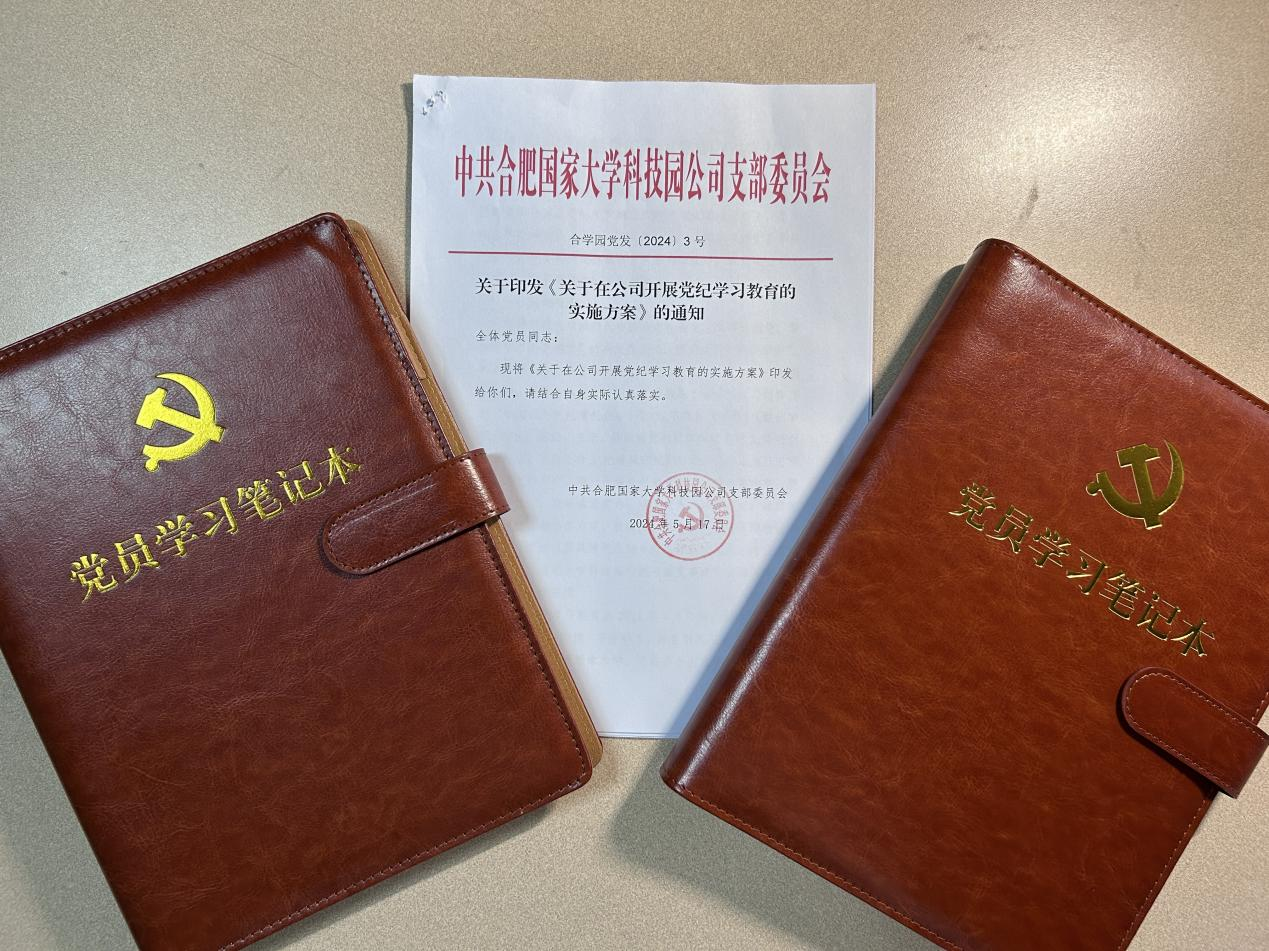 中共合肥国家大学科技园公司支部委员会
合学园党发〔2024〕3号
关于印发《关于在公司开展党纪学习教育的
实施方案》的通知
全体党员同志：
现将《关于在公司开展党纪学习教育的实施方案》印发
给你们，请结合自身实际认真落实。
中共合肥国家大学科技园公司支部委员会
2024年5月17日
党员学习笔记本
党员学习笔记本